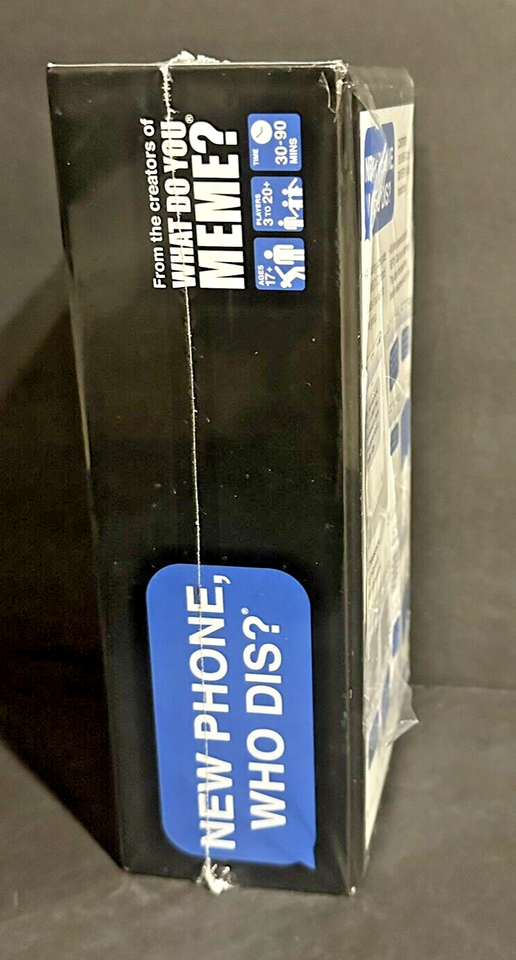 NEW PHONE,
WHO DIS?®
From the creators of
WHAT DO YOU®
MEME?
AGES
17+
PLAYERS
3 TO 20+
TIME
30-90
MINS